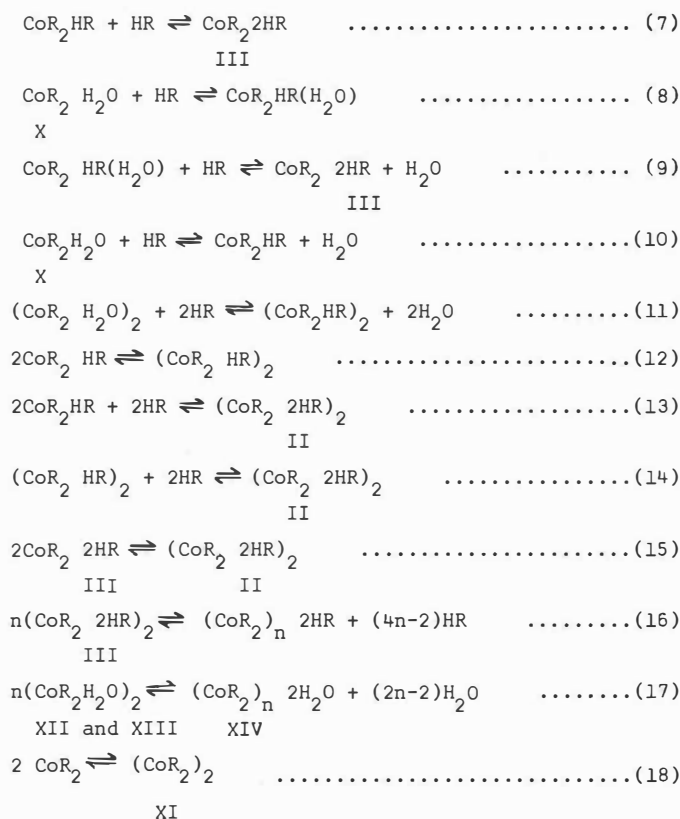 CoR₂HR + HR ⇌ CoR₂2HR ........................ (7)
III
CoR₂ H₂O + HR ⇌ CoR₂HR(H₂O) .................. (8)
X
CoR₂ HR(H₂O) + HR ⇌ CoR₂ 2HR + H₂O ........... (9)
III
CoR₂H₂O + HR ⇌ CoR₂HR + H₂O ..................(10)
X
(CoR₂ H₂O)₂ + 2HR ⇌ (CoR₂HR)₂ + 2H₂O ..........(11)
2CoR₂ HR ⇌ (CoR₂ HR)₂ ........................(12)
2CoR₂HR + 2HR ⇌ (CoR₂ 2HR)₂ ..................(13)
II
(CoR₂ HR)₂ + 2HR ⇌ (CoR₂ 2HR)₂ ................(14)
II
2CoR₂ 2HR ⇌ (CoR₂ 2HR)₂ ......................(15)
III II
n(CoR₂ 2HR)₂ ⇌ (CoR₂)ₙ 2HR + (4n-2)HR .........(16)
III
n(CoR₂H₂O)₂ ⇌ (CoR₂)ₙ 2H₂O + (2n-2)H₂O ........(17)
XII and XIII XIV
2 CoR₂ ⇌ (CoR₂)₂ .............................(18)
XI